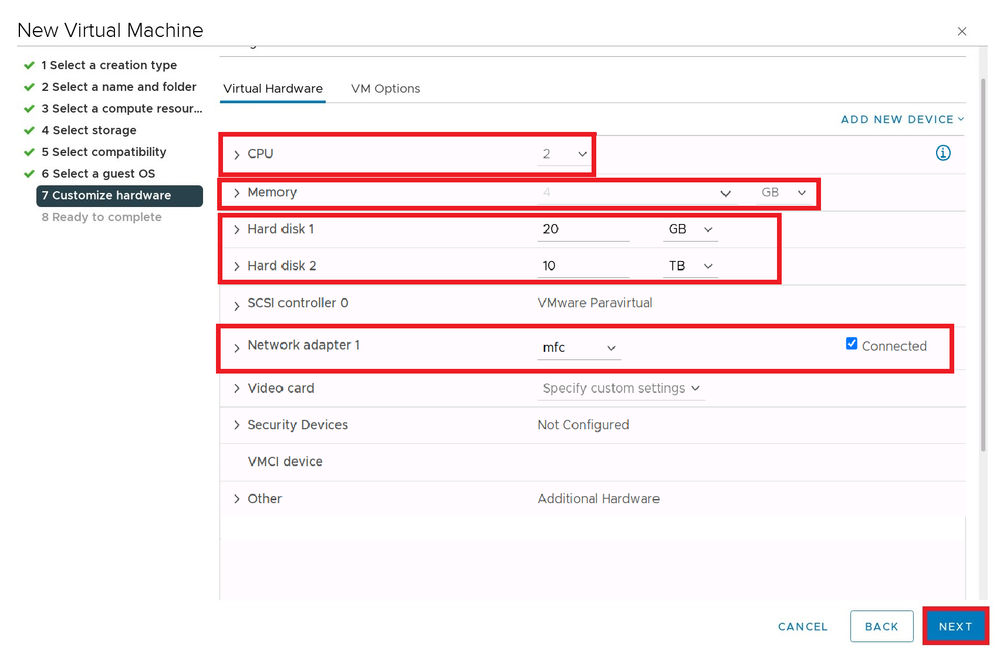 New Virtual Machine
1 Select a creation type
2 Select a name and folder
3 Select a compute resour...
4 Select storage
5 Select compatibility
6 Select a guest OS
7 Customize hardware
8 Ready to complete
Virtual Hardware VM Options
ADD NEW DEVICE
CPU 2
Memory 4 GB
Hard disk 1 20 GB
Hard disk 2 10 TB
SCSI controller 0 VMware Paravirtual
Network adapter 1 mfc Connected
Video card Specify custom settings
Security Devices Not Configured
VMCI device
Other Additional Hardware
CANCEL BACK NEXT